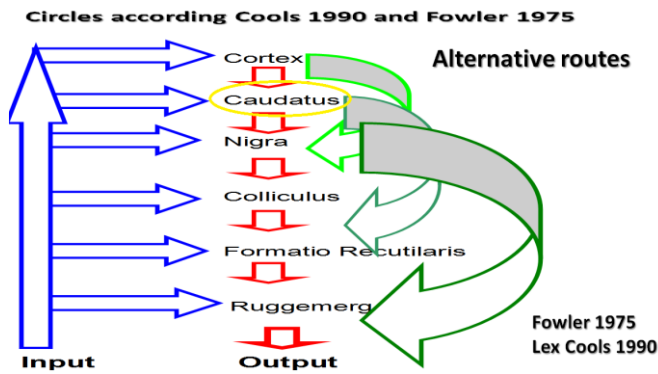 Circles according Cools 1990 and Fowler 1975
Alternative routes
Cortex
Caudatus
Nigra
Colliculus
Formatio Recutilaris
Ruggemerg
Fowler 1975
Lex Cools 1990
Input
Output